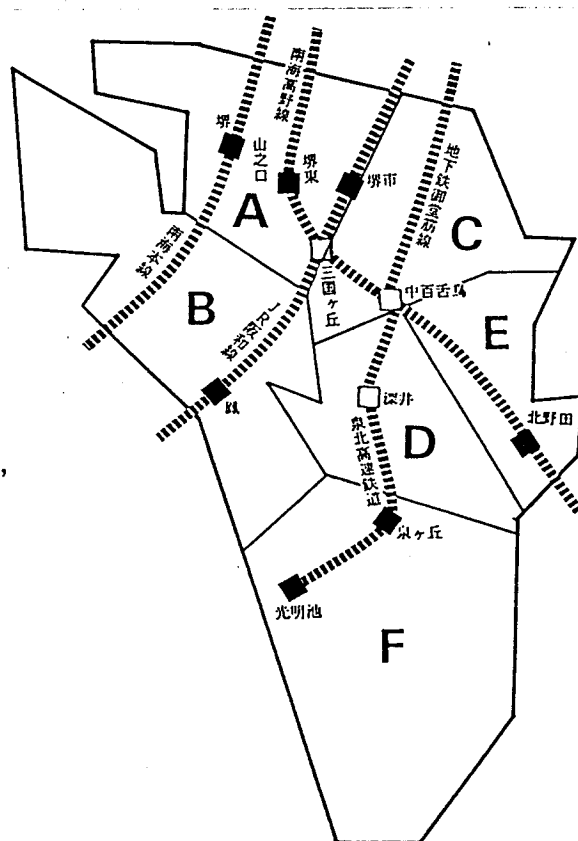 堺
南海高野線
山之口
堺東
堺市
地下鉄御堂筋線
A
C
南海本線
三国ヶ丘
中百舌鳥
B
JR阪和線
E
鳳
深井
北野田
D
泉北高速鉄道
泉ヶ丘
光明池
F